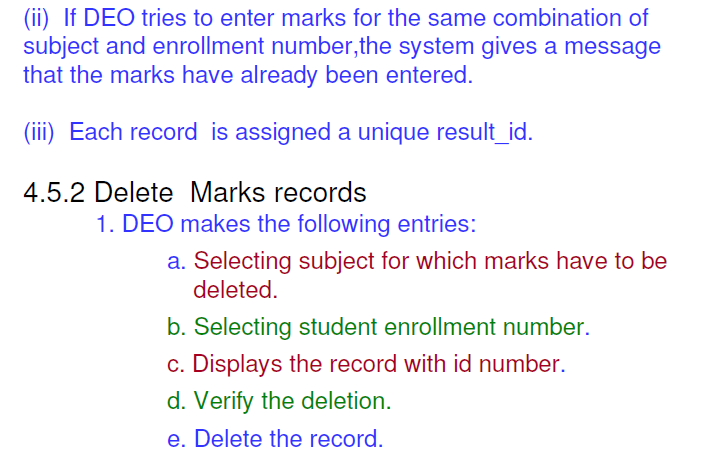 (ii) If DEO tries to enter marks for the same combination of
subject and enrollment number,the system gives a message
that the marks have already been entered.
(iii) Each record is assigned a unique result_id.
4.5.2 Delete Marks records
1. DEO makes the following entries:
a. Selecting subject for which marks have to be
deleted.
b. Selecting student enrollment number.
c. Displays the record with id number.
d. Verify the deletion.
e. Delete the record.